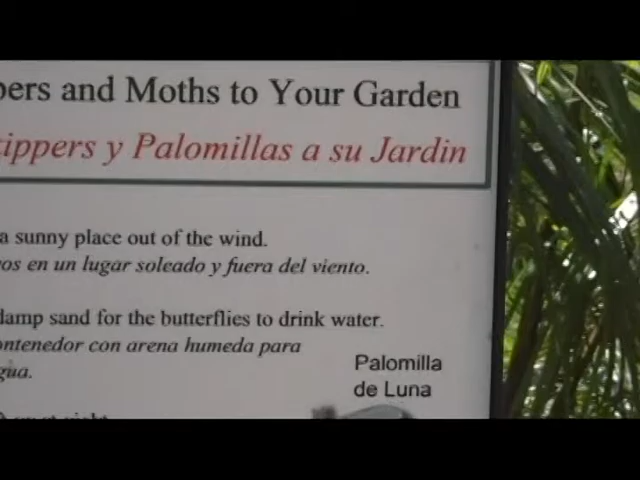 pers and Moths to Your Garden
kippers y Palomillas a su Jardin
a sunny place out of the wind.
os en un lugar soleado y fuera del viento.
damp sand for the butterflies to drink water.
ontenedor con arena humeda para
gua.
Palomilla
de Luna